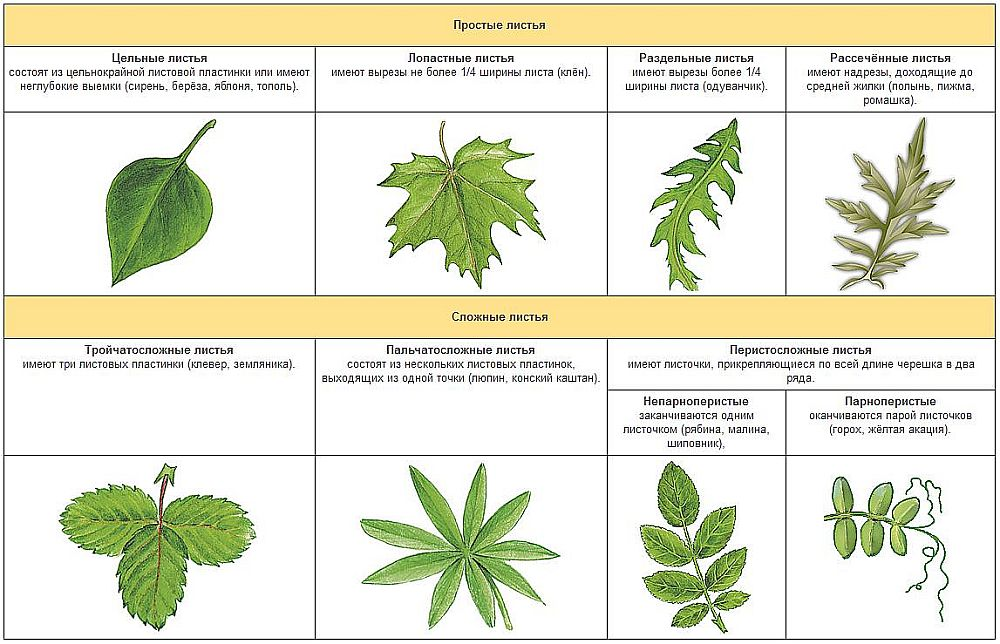 Простые листья
Цельные листья
состоят из цельнокрайной листовой пластинки или имеют
неглубокие выемки (сирень, берёза, яблоня, тополь).
Лопастные листья
имеют вырезы не более 1/4 ширины листа (клён).
Раздельные листья
имеют вырезы более 1/4
ширины листа (одуванчик).
Рассечённые листья
имеют надрезы, доходящие до
средней жилки (полынь, пижма,
ромашка).
Сложные листья
Тройчатосложные листья
имеют три листовых пластинки (клевер, земляника).
Пальчатосложные листья
состоят из нескольких листовых пластинок,
выходящих из одной точки (люпин, конский каштан).
Перистосложные листья
имеют листочки, прикрепляющиеся по всей длине черешка в два
ряда.
Непарноперистые
заканчиваются одним
листочком (рябина, малина,
шиповник),
Парноперистые
оканчиваются парой листочков
(горох, жёлтая акация).